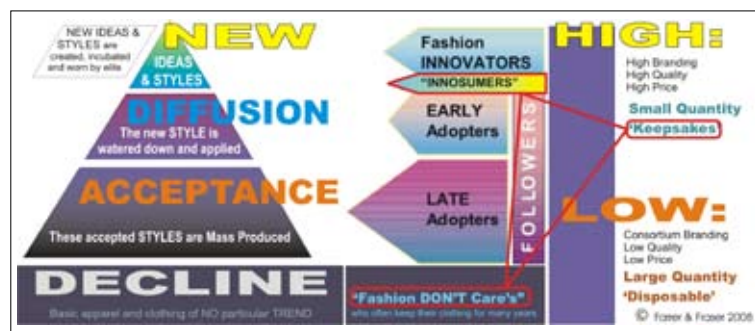 NEW IDEAS &
STYLES are
created, incubated
and worn by elite
NEW
IDEAS
& STYLES
DIFFUSION
The new STYLE is
watered down and applied
ACCEPTANCE
These accepted STYLES are Mass Produced
DECLINE
Basic apparel and clothing of NO particular TREND
Fashion
INNOVATORS
"INNOSUMERS"
EARLY
Adopters
LATE
Adopters
FOLLOWERS
'Fashion DON'T Care's"
who often keep their clothing for many years
HIGH:
High Branding
High Quality
High Price
Small Quantity
'Keepsakes'
LOW:
Consortium Branding
Low Quality
Low Price
Large Quantity
'Disposable'
© & Fraser 2008